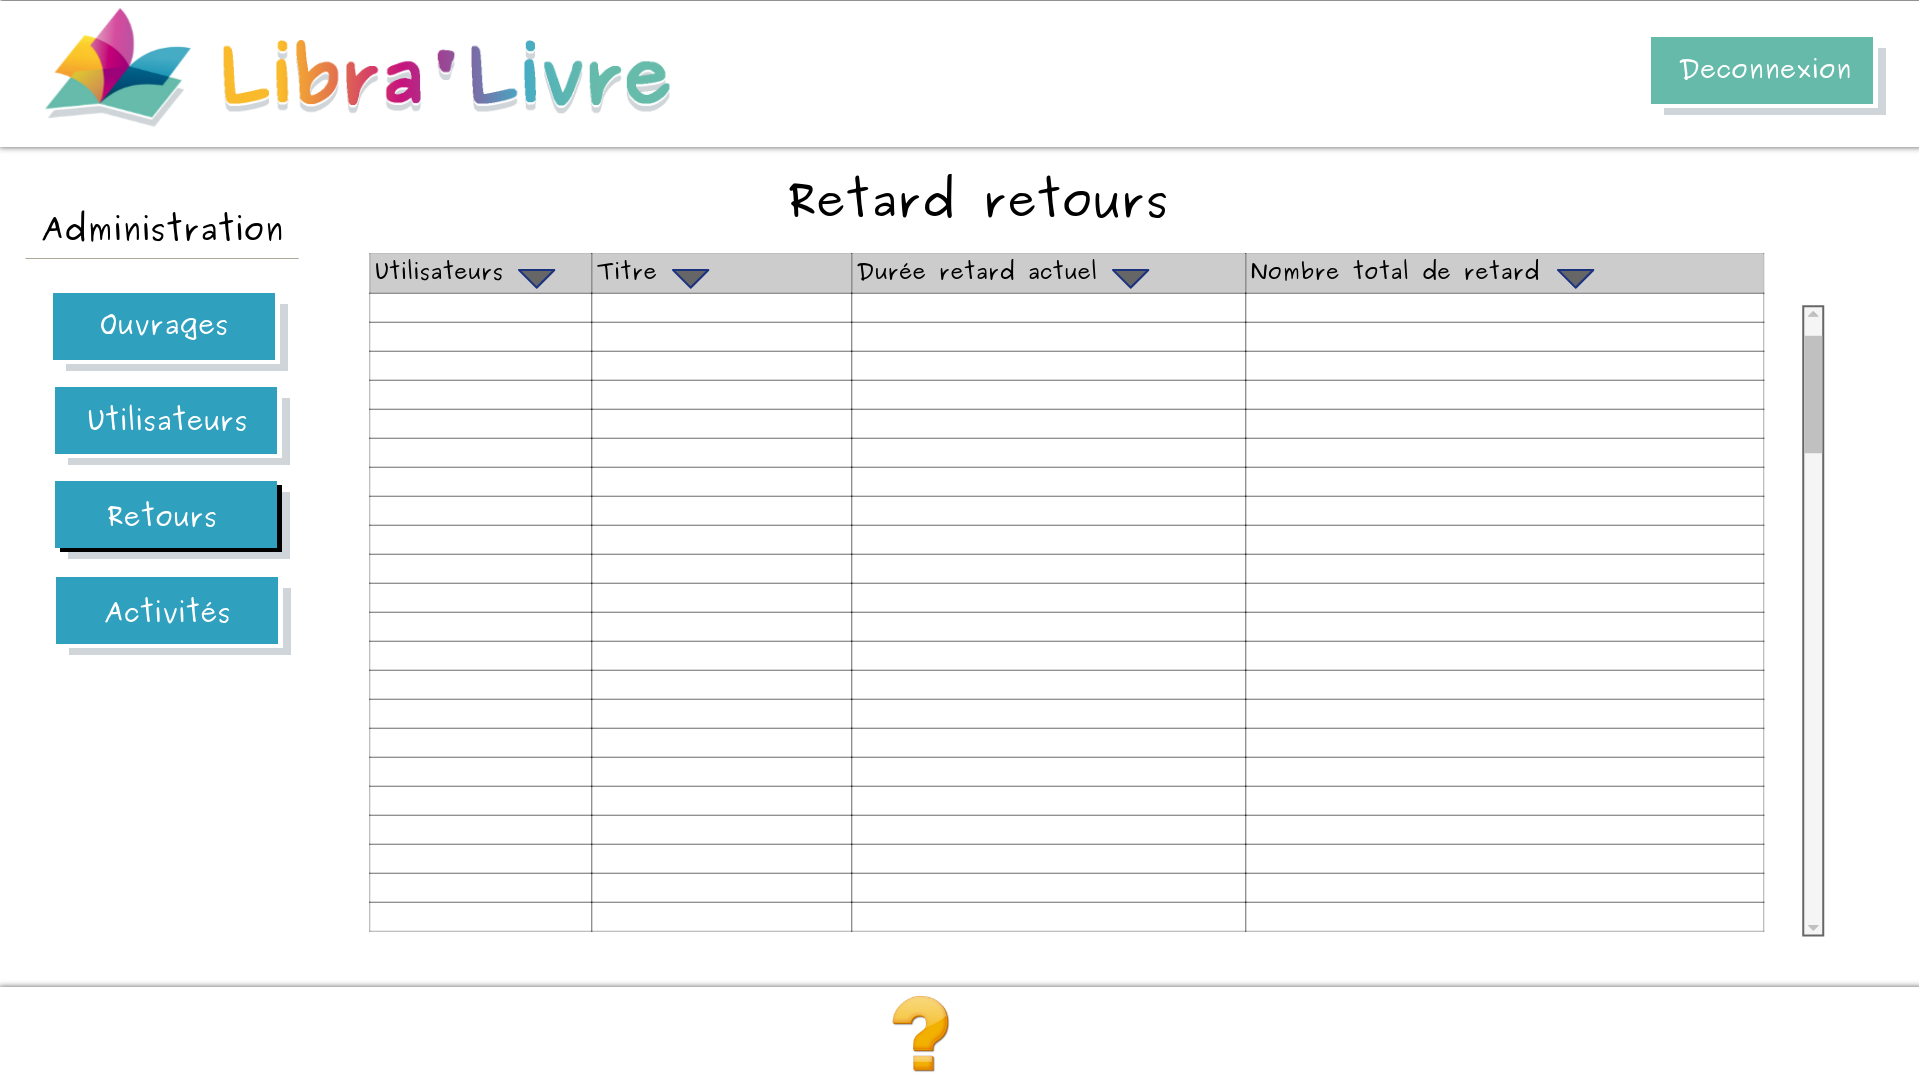 Libra'Livre
Deconnexion
Retard retours
Administration
Ouvrages
Utilisateurs
Retours
Activités
Utilisateurs Titre Durée retard actuel Nombre total de retard
?